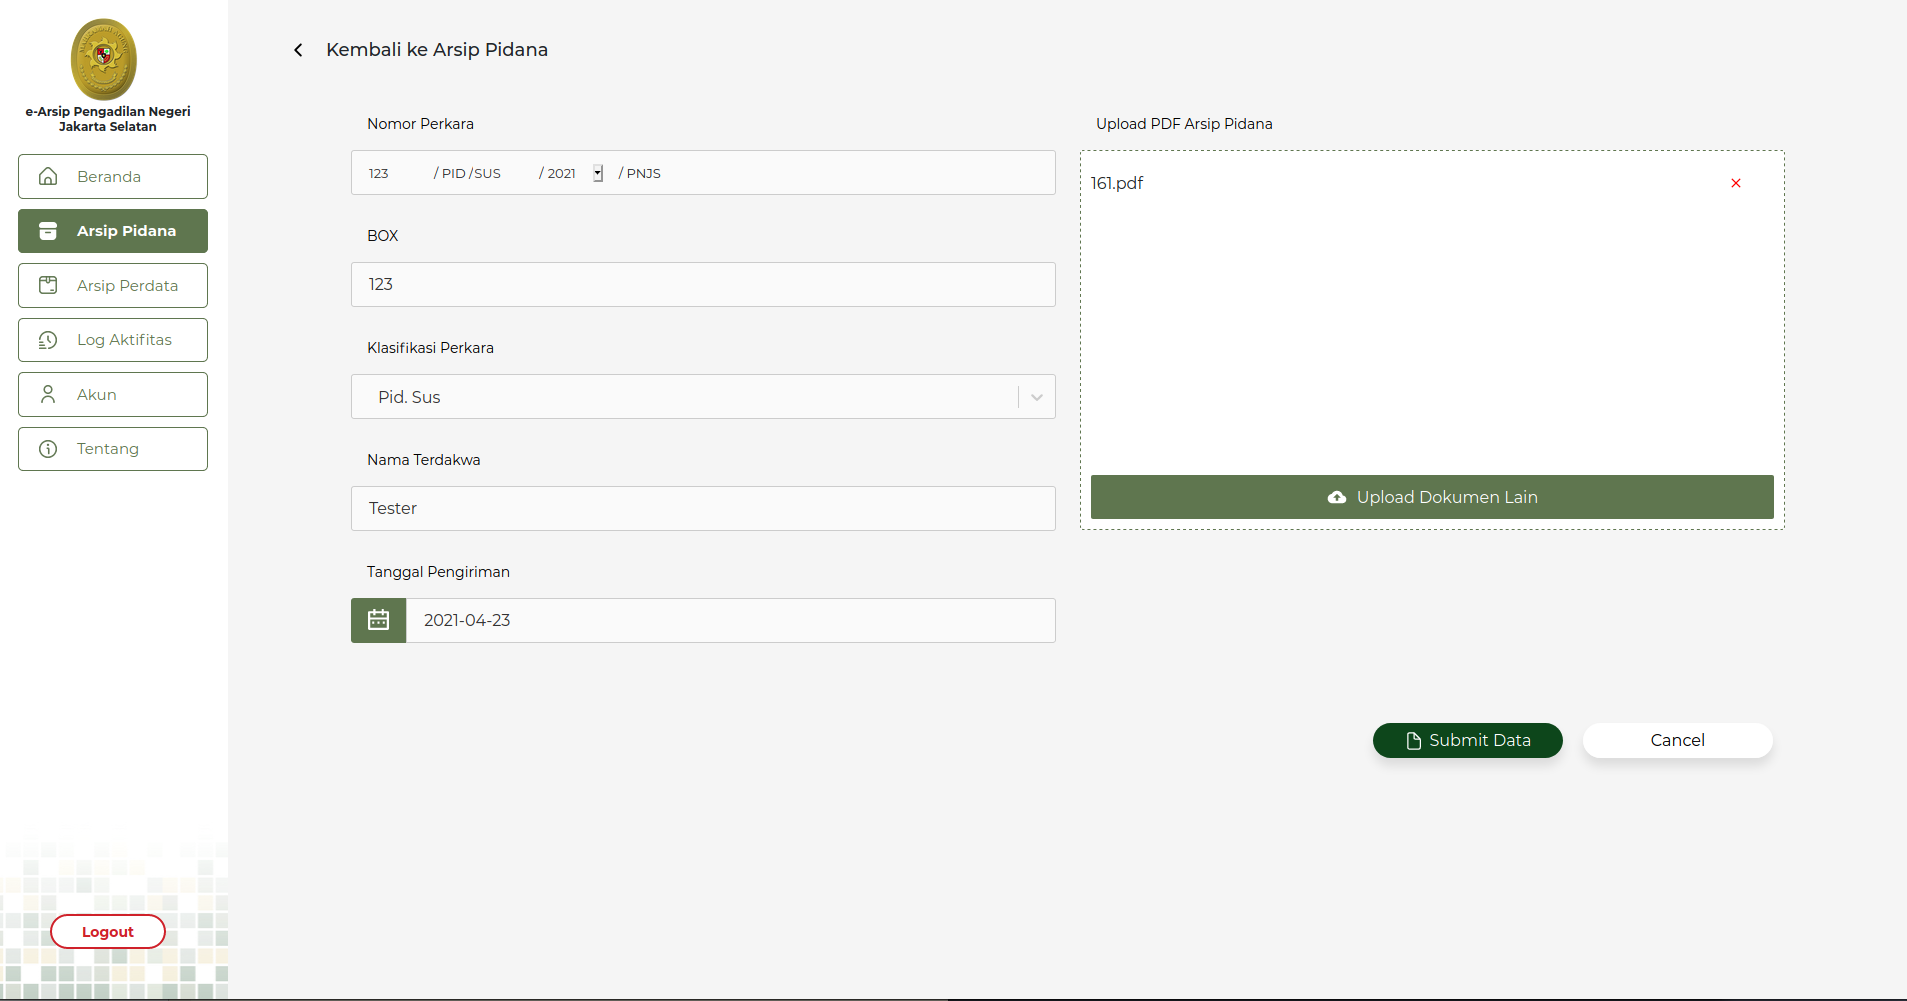 e-Arsip Pengadilan Negeri
Jakarta Selatan
Beranda
Arsip Pidana
Arsip Perdata
Log Aktifitas
Akun
Tentang
Logout
Kembali ke Arsip Pidana
Nomor Perkara
123 / PID /SUS / 2021 / PNJS
BOX
123
Klasifikasi Perkara
Pid. Sus
Nama Terdakwa
Tester
Tanggal Pengiriman
2021-04-23
Upload PDF Arsip Pidana
161.pdf
Upload Dokumen Lain
Submit Data
Cancel